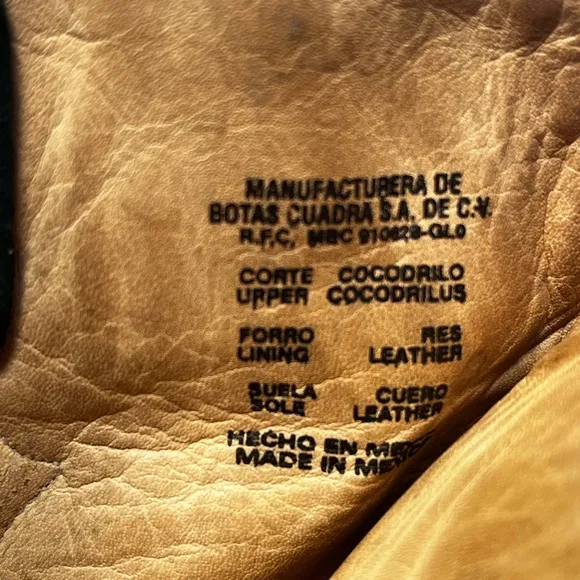 MANUFACTURERA DE
BOTAS CUADRA S.A. DE C.V.
R.F.C. MBC 910628-GL0
CORTE COCODRILO
UPPER COCODRILUS
FORRO RES
LINING LEATHER
SUELA CUERO
SOLE LEATHER
HECHO EN
MADE IN